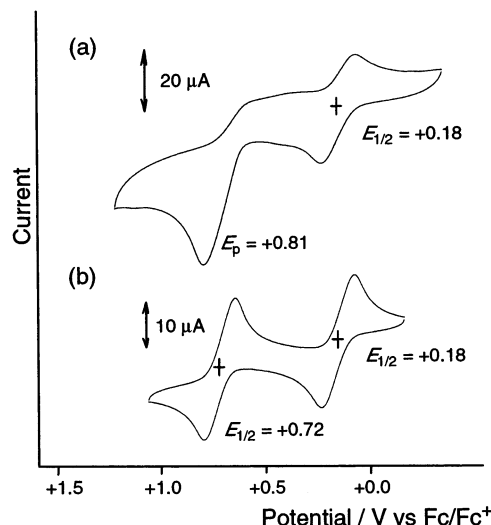 (a)
20 μA
E1/2 = +0.18
Ep = +0.81
Current
(b)
10 μA
E1/2 = +0.18
E1/2 = +0.72
+1.5 +1.0 +0.5 +0.0
Potential / V vs Fc/Fc+